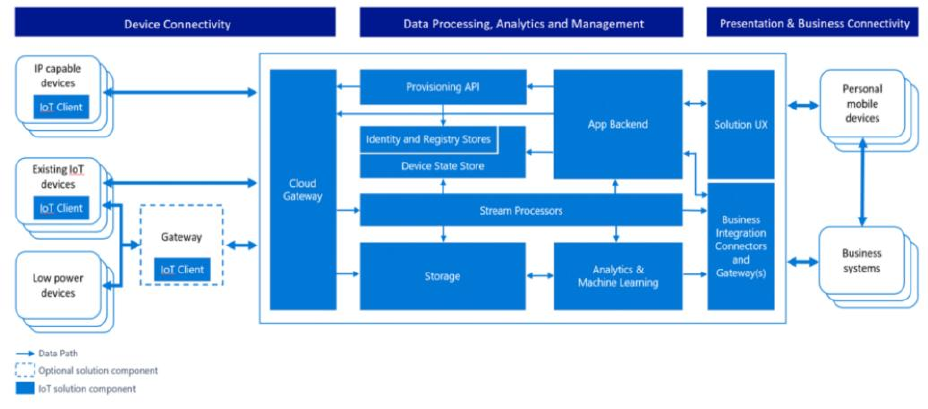 Device Connectivity
Data Processing, Analytics and Management
Presentation & Business Connectivity
IP capable
devices
IoT Client
Existing IoT
devices
IoT Client
Low power
devices
Gateway
IoT Client
Cloud
Gateway
Provisioning API
Identity and Registry Stores
Device State Store
Stream Processors
Storage
App Backend
Analytics &
Machine Learning
Solution UX
Business
Integration
Connectors
and
Gateway(s)
Personal
mobile
devices
Business
systems
Data Path
Optional solution component
IoT solution component